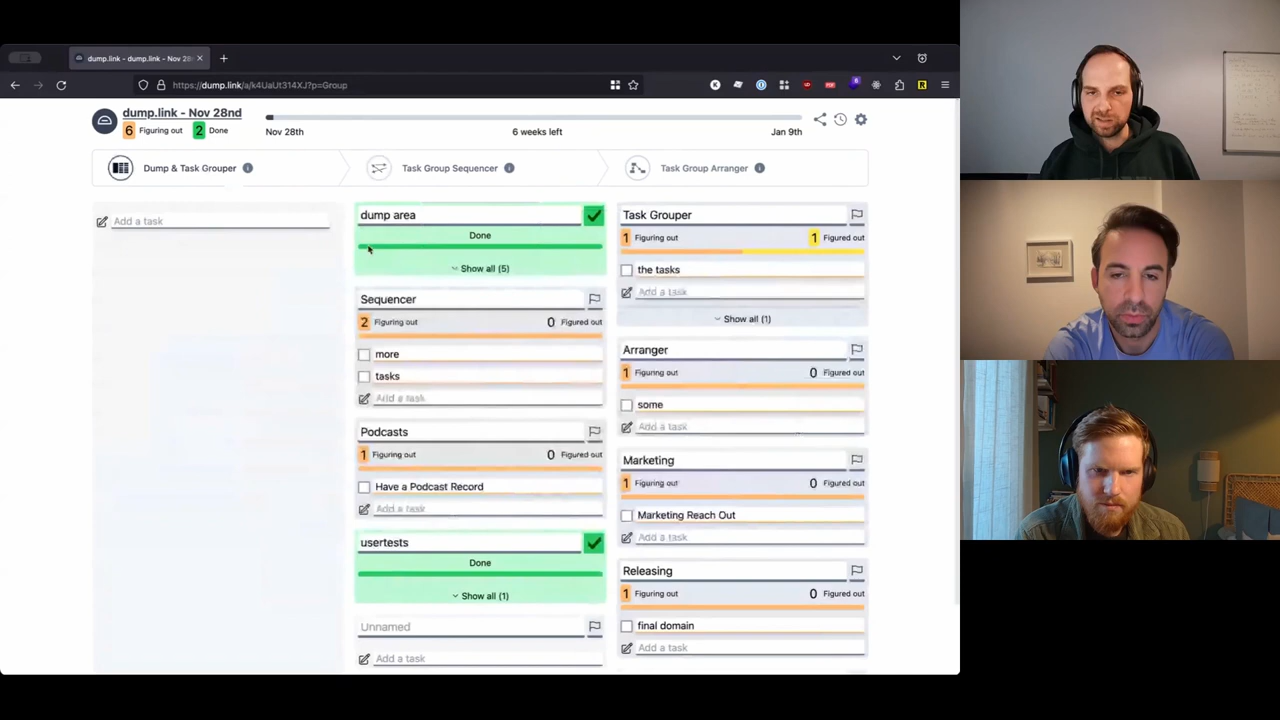 dump.link - dump.link - Nov 28
https://dump.link/a/k4UaUt314XJ?p=Group
dump.link - Nov 28nd
6 Figuring out 2 Done
Nov 28th
6 weeks left
Jan 9th
Dump & Task Grouper
Task Group Sequencer
Task Group Arranger
Add a task
dump area
Done
Show all (5)
Sequencer
2 Figuring out 0 Figured out
more
tasks
Add a task
Podcasts
1 Figuring out 0 Figured out
Have a Podcast Record
Add a task
usertests
Done
Show all (1)
Unnamed
Add a task
Task Grouper
1 Figuring out 1 Figured out
the tasks
Add a task
Show all (1)
Arranger
1 Figuring out 0 Figured out
some
Add a task
Marketing
1 Figuring out 0 Figured out
Marketing Reach Out
Add a task
Releasing
1 Figuring out 0 Figured out
final domain
Add a task